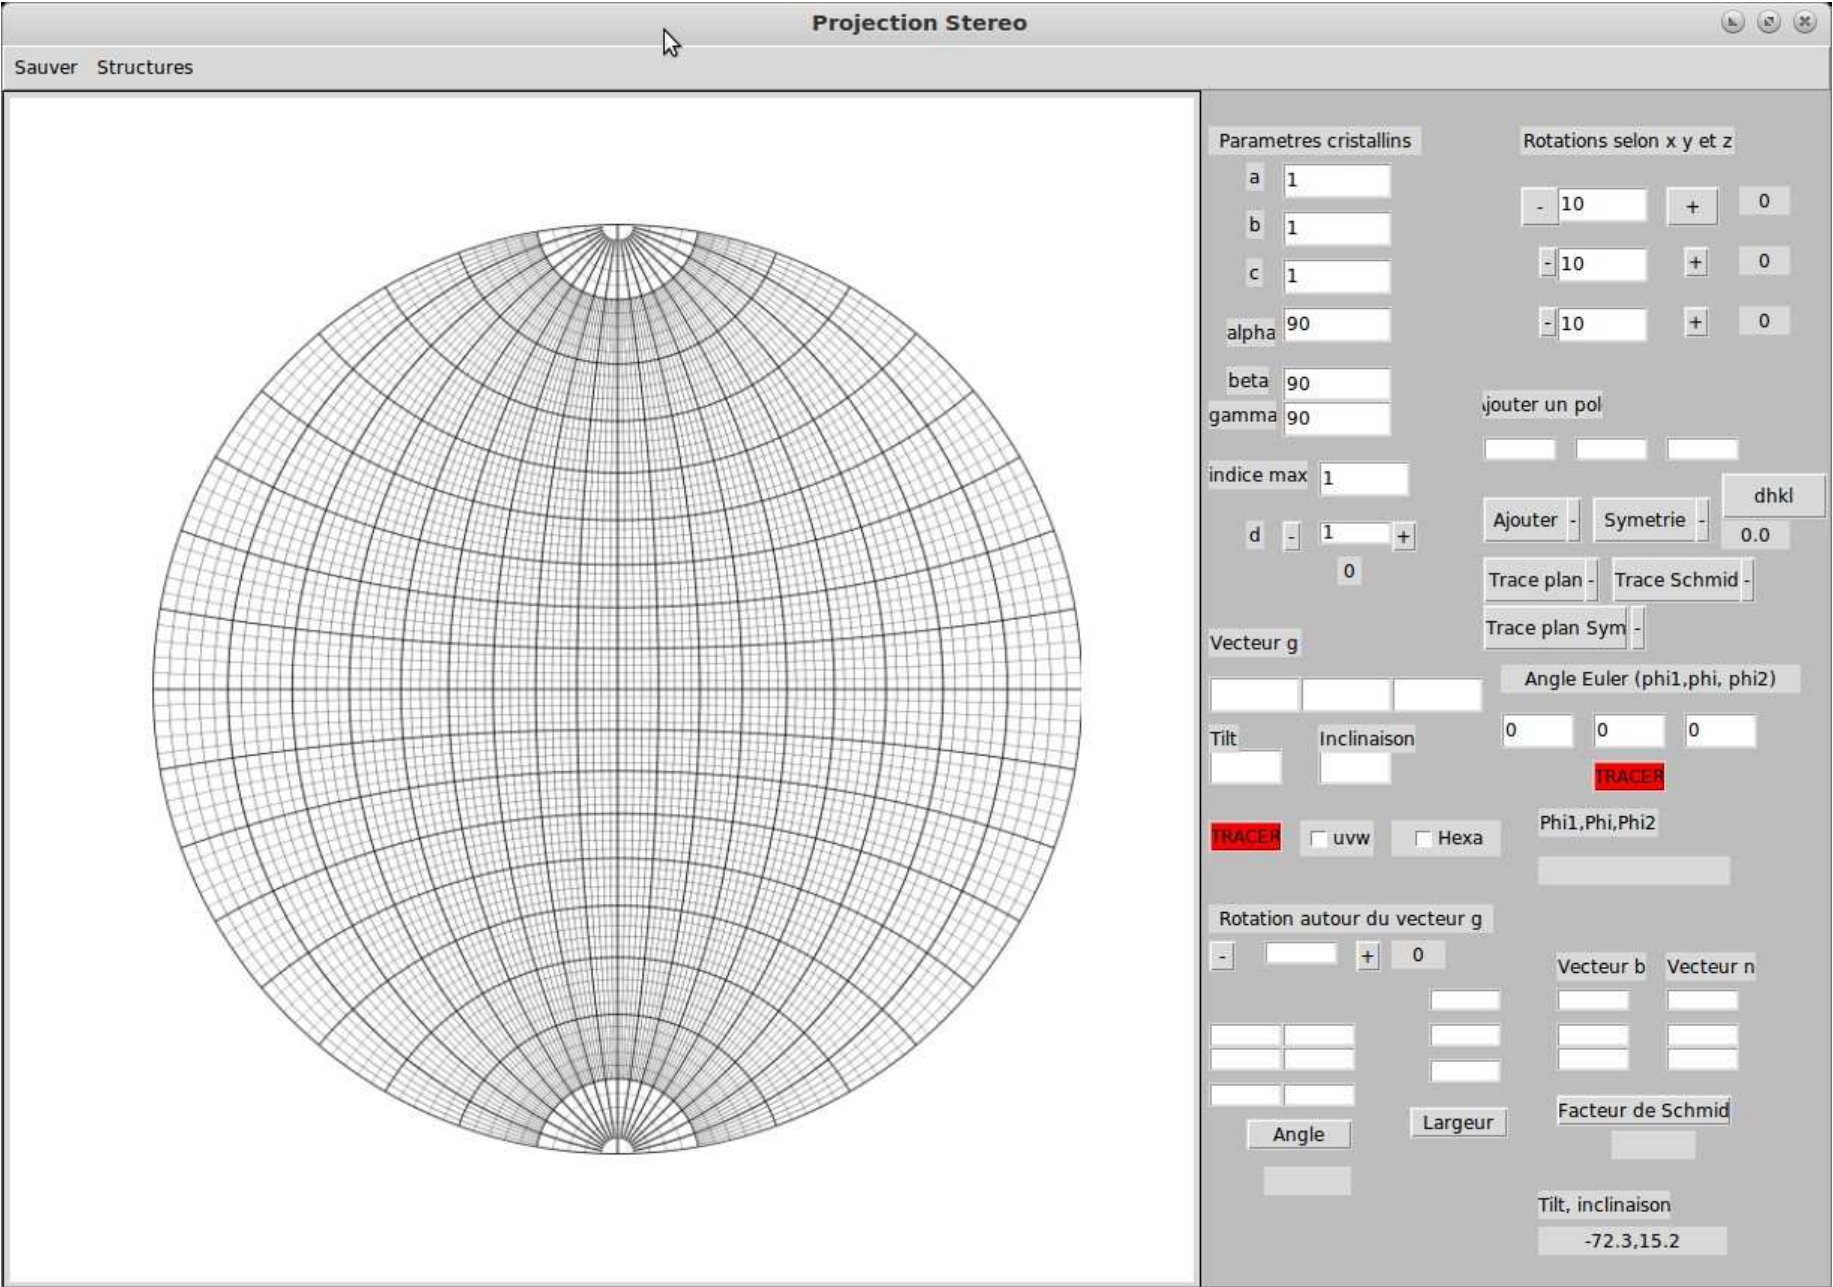 Projection Stereo
Sauver Structures
Parametres cristallins
Rotations selon x y et z
a 1
- 10 + 0
b 1
- 10 + 0
c 1
- 10 + 0
alpha 90
beta 90
gamma 90
jouter un pol
indice max 1
dhkl
Ajouter - Symetrie -
d - 1 +
0.0
0
Trace plan - Trace Schmid -
Trace plan Sym -
Vecteur g
Angle Euler (phi1,phi, phi2)
0 0 0
Tilt Inclinaison
TRACER
Phi1,Phi,Phi2
TRACER uvw Hexa
Rotation autour du vecteur g
- + 0
Vecteur b Vecteur n
Facteur de Schmid
Largeur
Angle
Tilt, inclinaison
-72.3,15.2